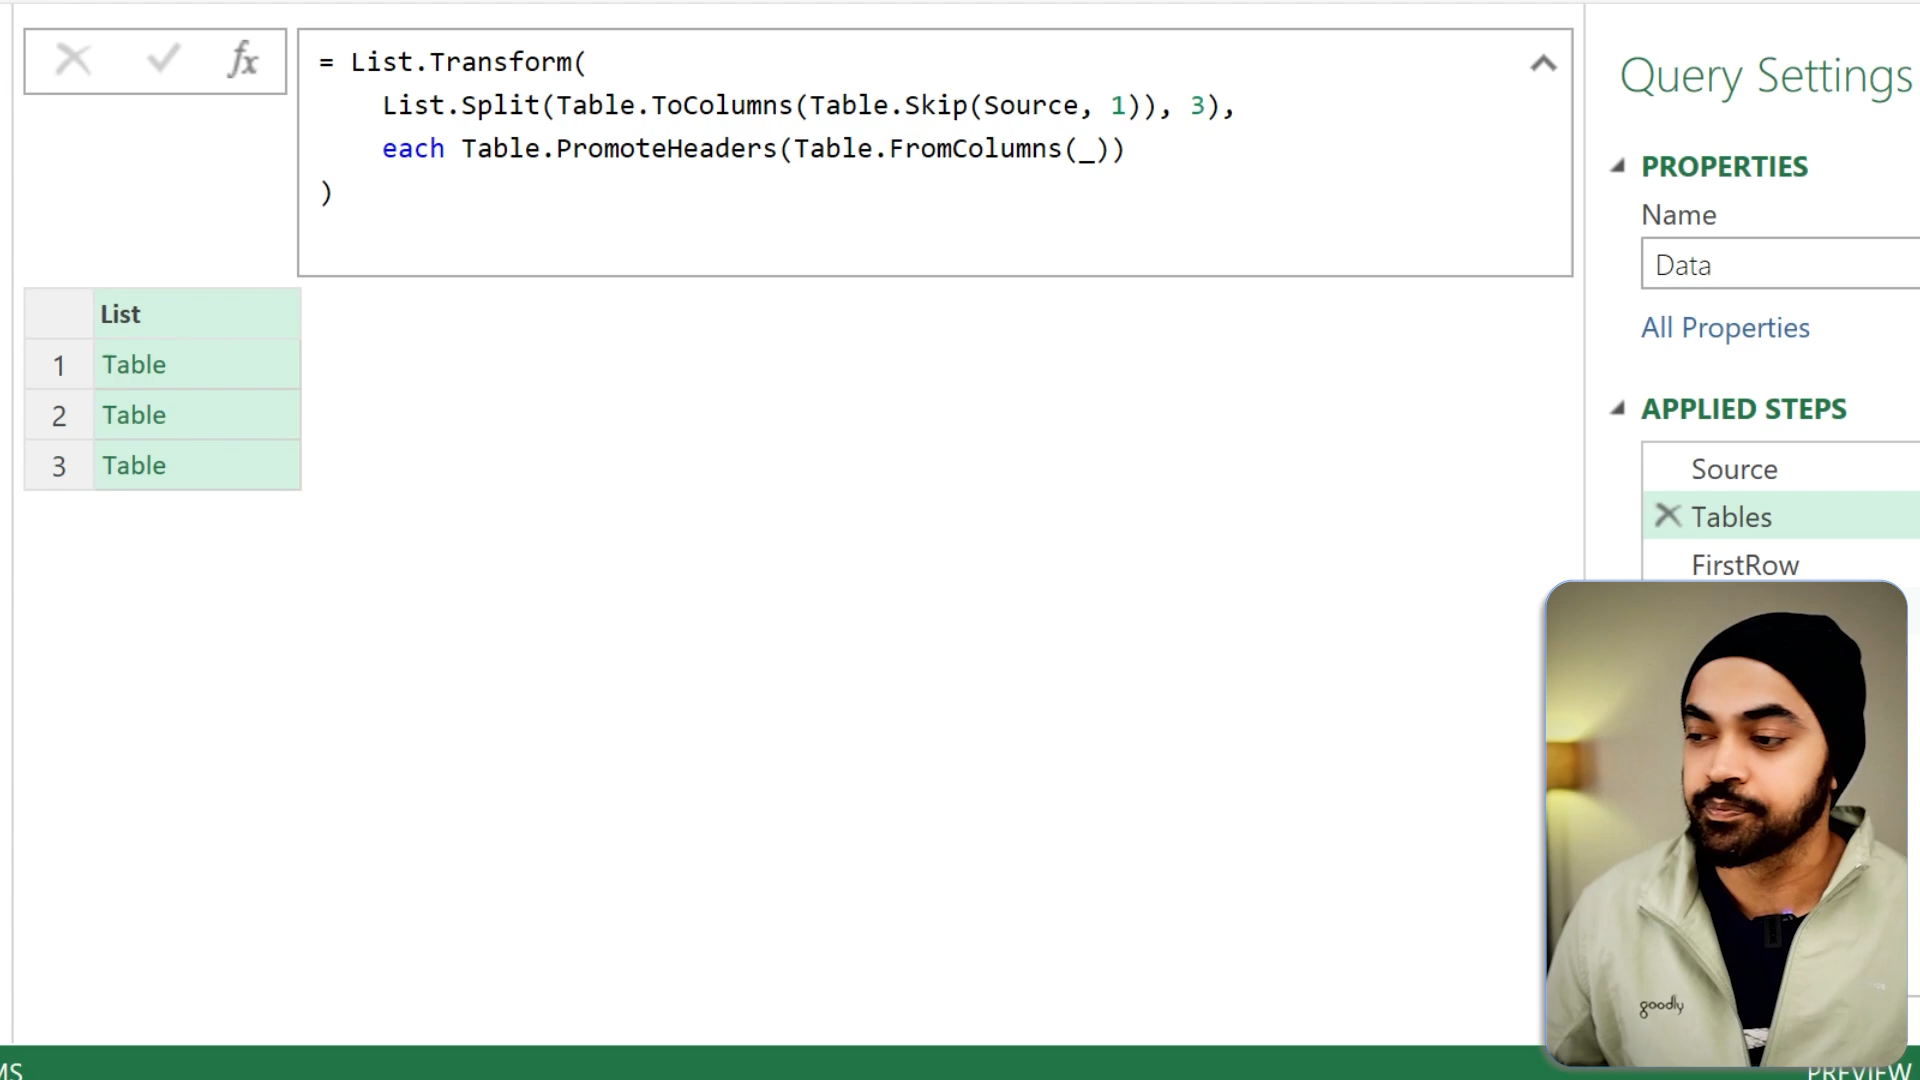 fx
= List.Transform(
List.Split(Table.ToColumns(Table.Skip(Source, 1)), 3),
each Table.PromoteHeaders(Table.FromColumns(_))
)
List
1 Table
2 Table
3 Table
Query Settings
PROPERTIES
Name
Data
All Properties
APPLIED STEPS
Source
Tables
FirstRow
goodly
MS
PREVIEW